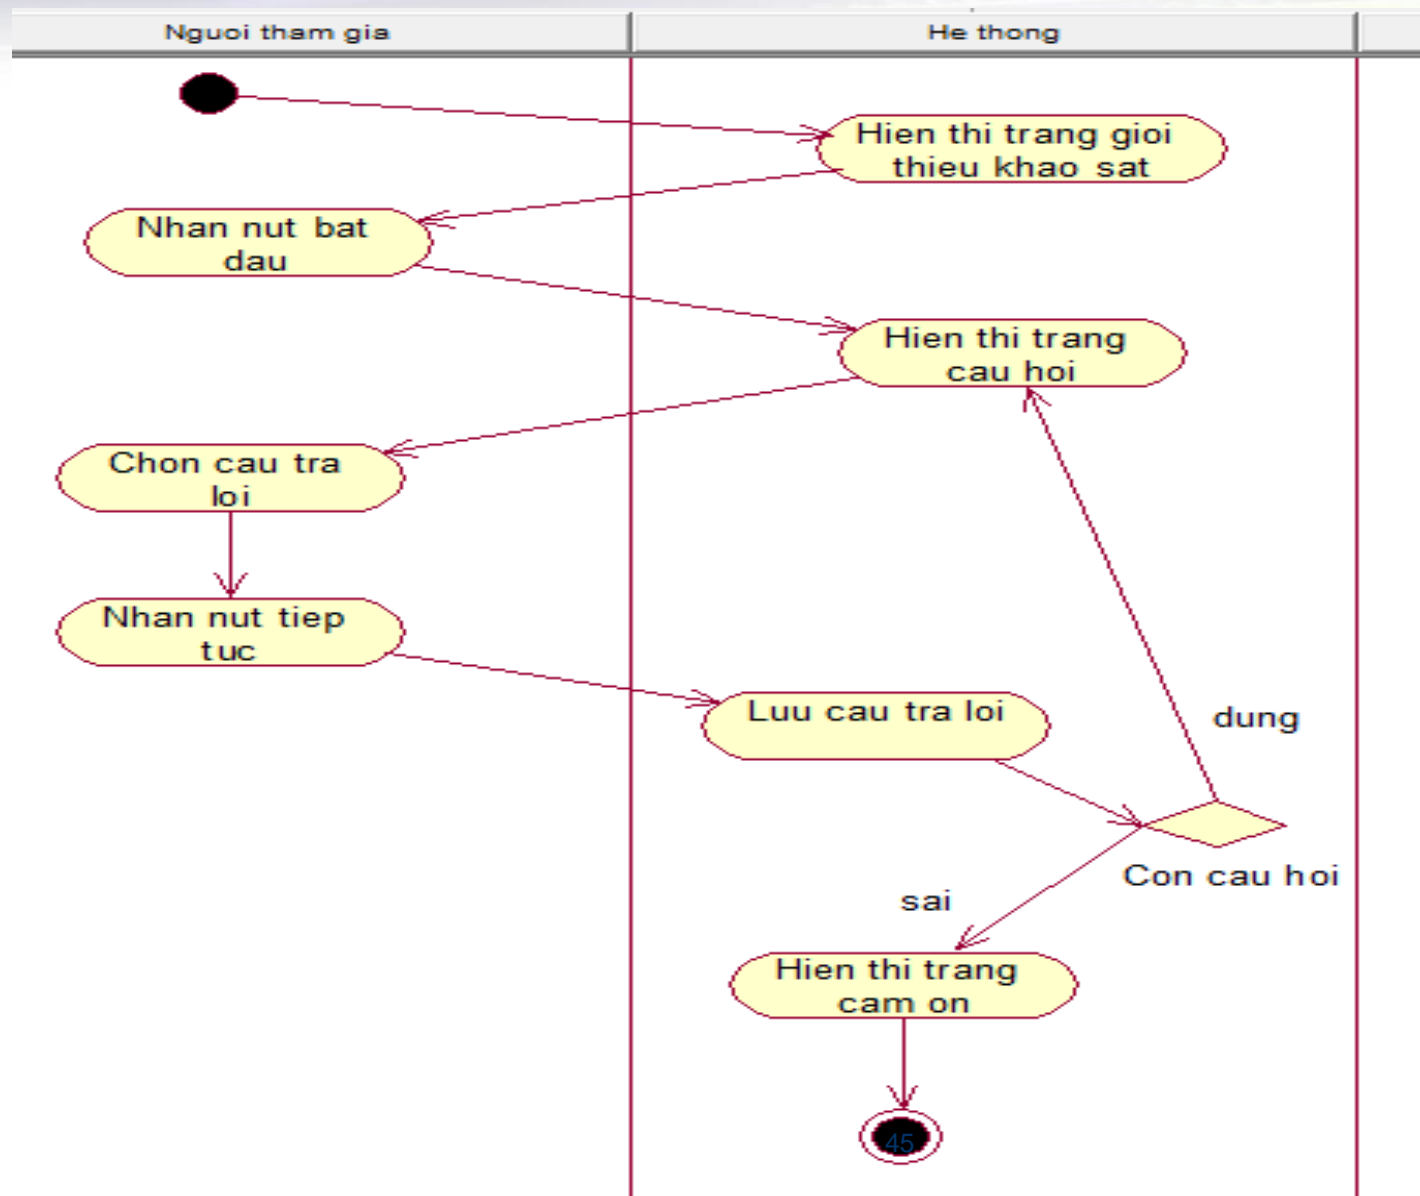 Nguoi tham gia
He thong
Hien thi trang gioi
thieu khao sat
Nhan nut bat
dau
Hien thi trang
cau hoi
Chon cau tra
loi
Nhan nut tiep
tuc
Luu cau tra loi
dung
Con cau hoi
sai
Hien thi trang
cam on
45